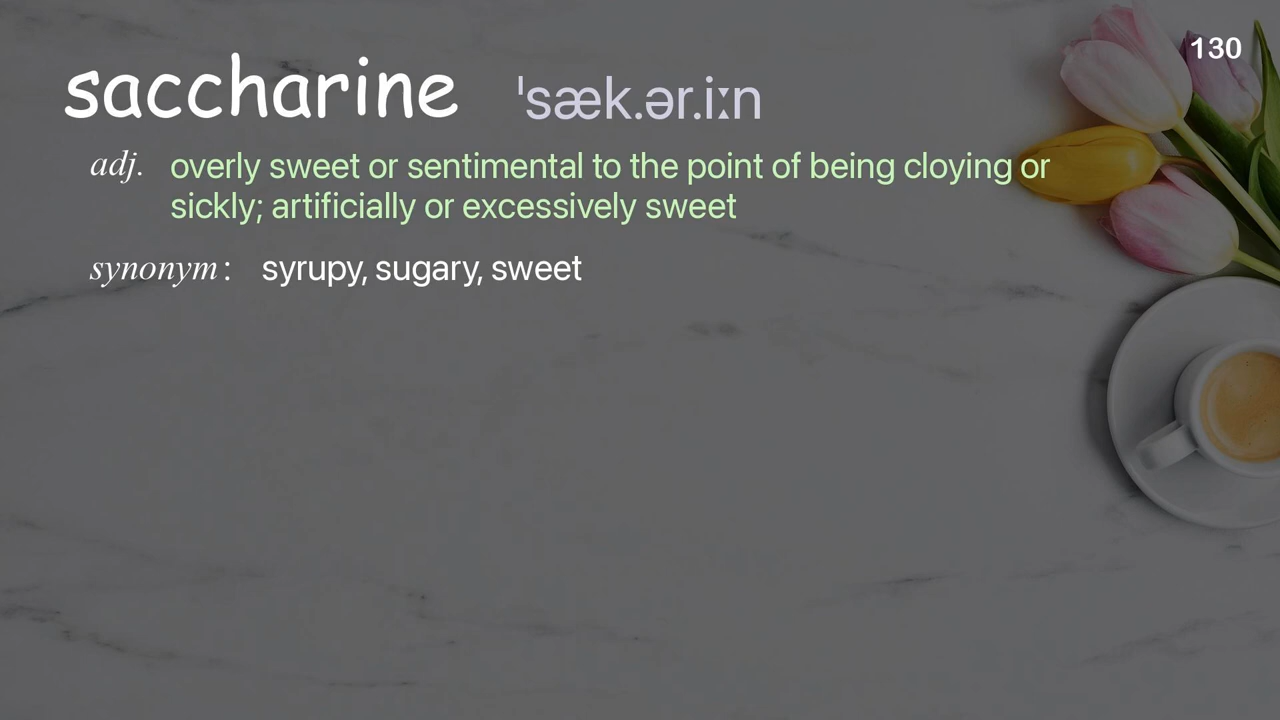 130
saccharine ˈsæk.ər.iːn
adj. overly sweet or sentimental to the point of being cloying or
sickly; artificially or excessively sweet
synonym: syrupy, sugary, sweet